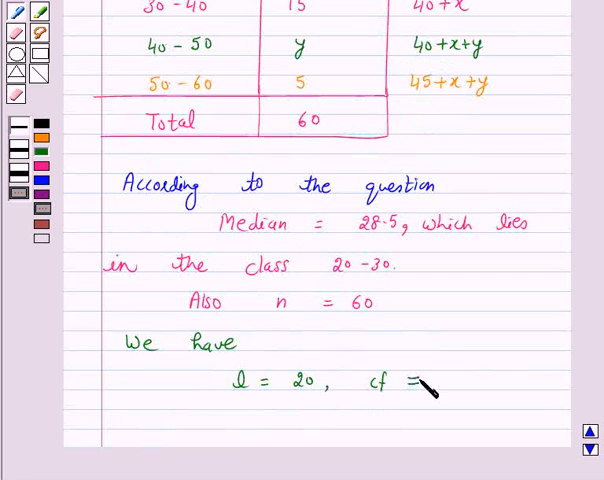 30 - 40 15 40 + x
40 - 50 y 40 + x + y
50 - 60 5 45 + x + y
Total 60
According to the question
Median = 28.5, which lies
in the class 20 - 30.
Also n = 60
We have
l = 20, cf =